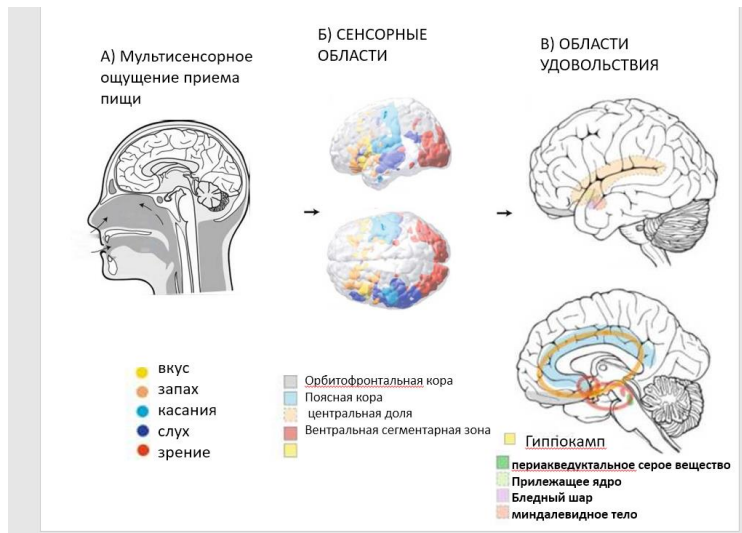 А) Мультисенсорное
ощущение приема
пищи
Б) СЕНСОРНЫЕ
ОБЛАСТИ
В) ОБЛАСТИ
УДОВОЛЬСТВИЯ
вкус
запах
касания
слух
зрение
Орбитофронтальная кора
Поясная кора
центральная доля
Вентральная сегментарная зона
Гиппіокамп
периакведуктальное серое вещество
Прилежащее ядро
Бледный шар
миндалевидное тело